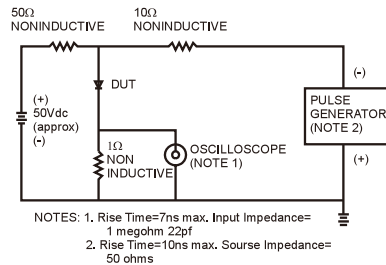 50Ω
NONINDUCTIVE
10Ω
NONINDUCTIVE
DUT
(+)
50Vdc
(approx)
(-)
1Ω
NON
INDUCTIVE
OSCILLOSCOPE
(NOTE 1)
(-)
PULSE
GENERATOR
(NOTE 2)
(+)
NOTES: 1. Rise Time=7ns max. Input Impedance=
1 megohm 22pf
2. Rise Time=10ns max. Sourse Impedance=
50 ohms